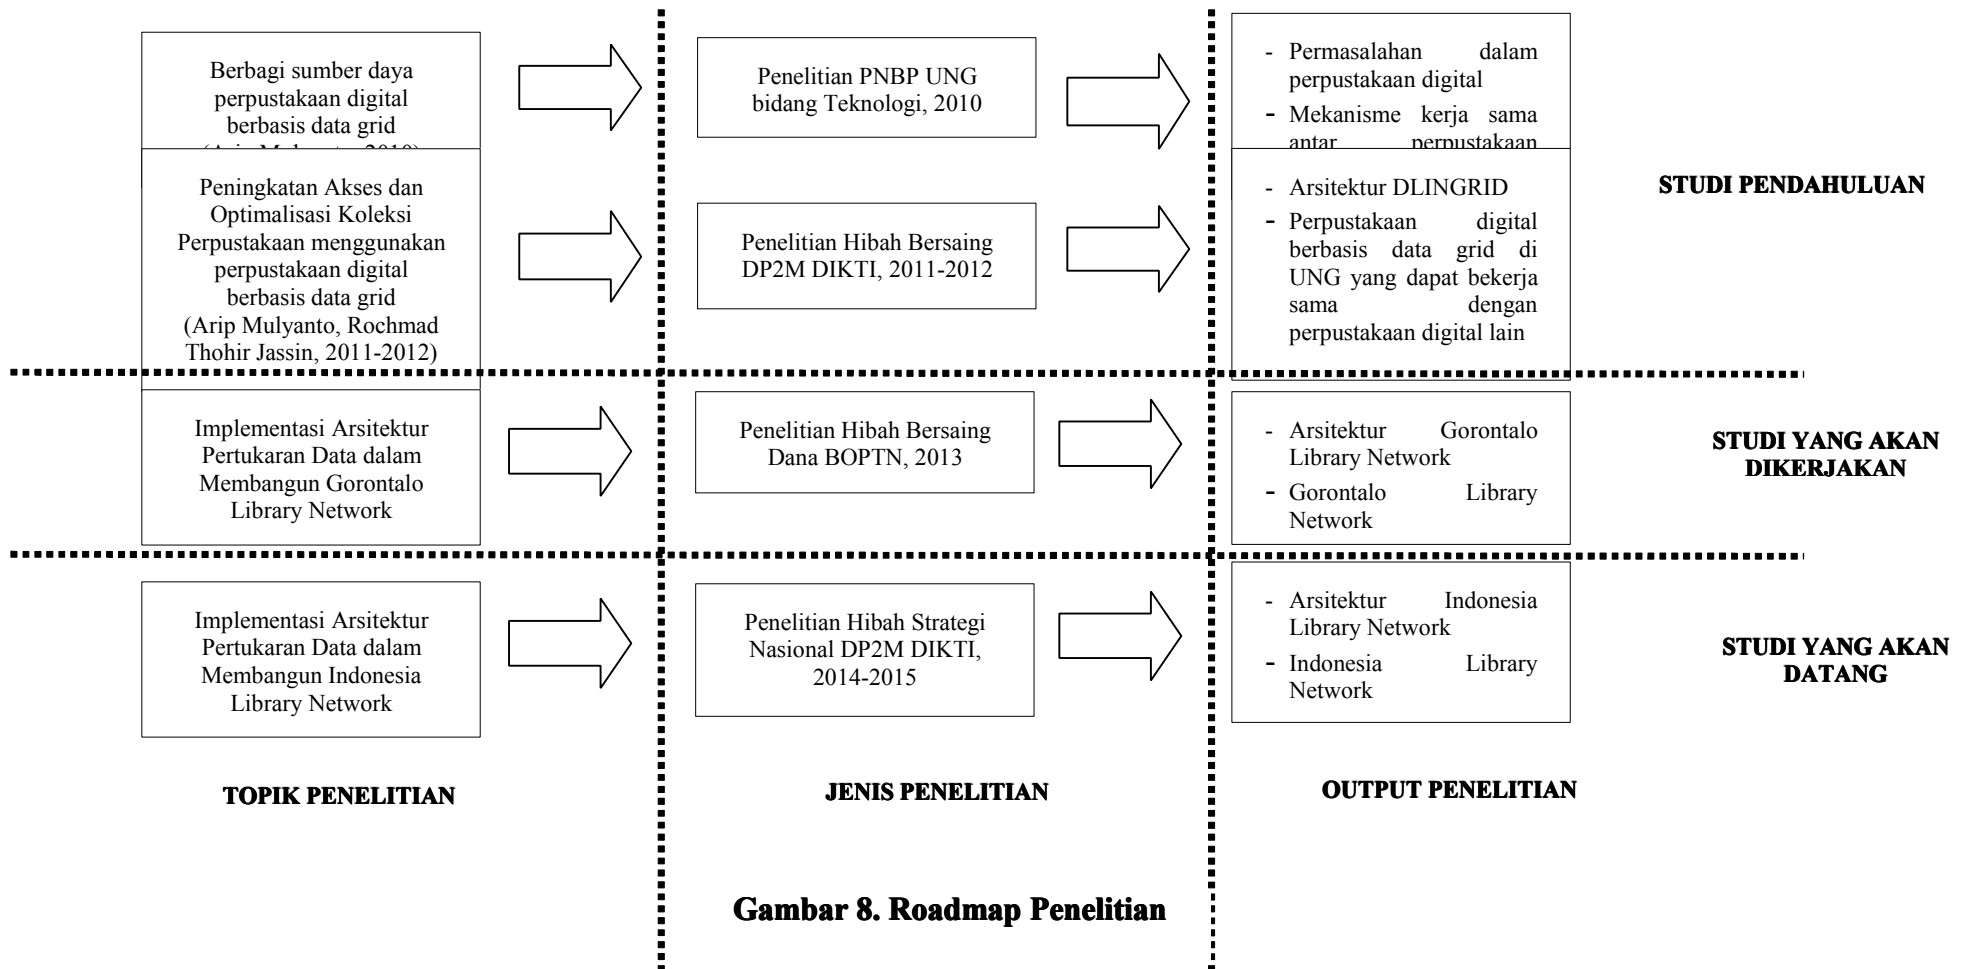 Berbagi sumber daya
perpustakaan digital
berbasis data grid
Penelitian PNBP UNG
bidang Teknologi, 2010
- Permasalahan dalam
perpustakaan digital
- Mekanisme kerja sama
antar perpustakaan
Peningkatan Akses dan
Optimalisasi Koleksi
Perpustakaan menggunakan
perpustakaan digital
berbasis data grid
(Arip Mulyanto, Rochmad
Thohir Jassin, 2011-2012)
Penelitian Hibah Bersaing
DP2M DIKTI, 2011-2012
- Arsitektur DLINGRID
- Perpustakaan digital
berbasis data grid di
UNG yang dapat bekerja
sama dengan
perpustakaan digital lain
STUDI PENDAHULUAN
Implementasi Arsitektur
Pertukaran Data dalam
Membangun Gorontalo
Library Network
Penelitian Hibah Bersaing
Dana BOPTN, 2013
- Arsitektur Gorontalo
Library Network
- Gorontalo Library
Network
STUDI YANG AKAN
DIKERJAKAN
Implementasi Arsitektur
Pertukaran Data dalam
Membangun Indonesia
Library Network
Penelitian Hibah Strategi
Nasional DP2M DIKTI,
2014-2015
- Arsitektur Indonesia
Library Network
- Indonesia Library
Network
STUDI YANG AKAN
DATANG
TOPIK PENELITIAN
JENIS PENELITIAN
OUTPUT PENELITIAN
Gambar 8. Roadmap Penelitian